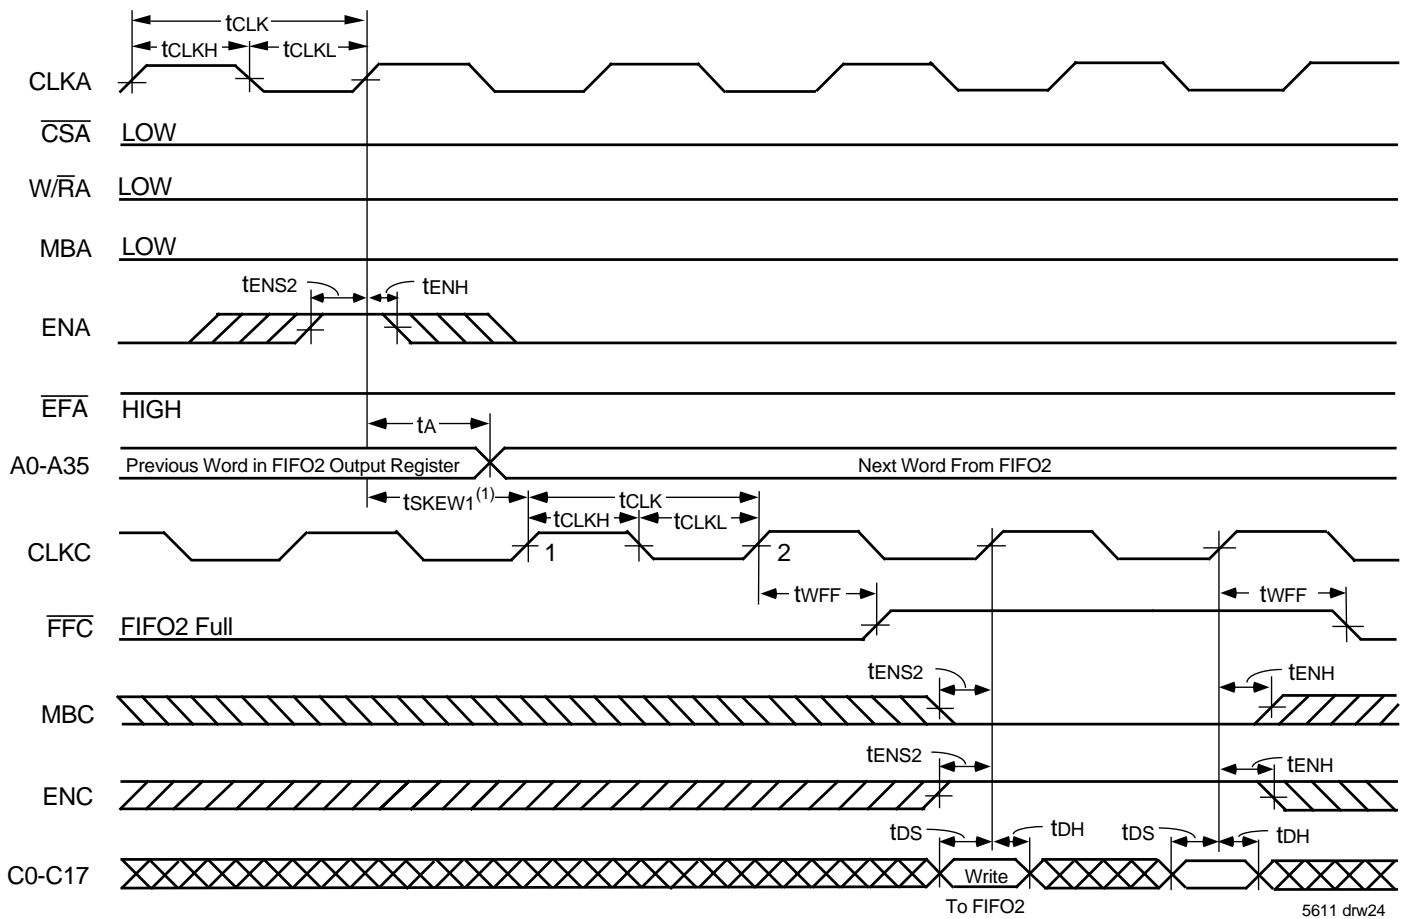 tCLK
tCLKH tCLKL
CLKA
CSA LOW
W/RA LOW
MBA LOW
tENS2 tENH
ENA
EFA HIGH
tA
A0-A35 Previous Word in FIFO2 Output Register Next Word From FIFO2
tSKEW1(1) tCLK
tCLKH tCLKL
CLKC 1 2
tWFF tWFF
FFC FIFO2 Full
tENS2 tENH
MBC
tENS2 tENH
ENC
tDS tDH tDS tDH
C0-C17 Write
To FIFO2
5611 drw24